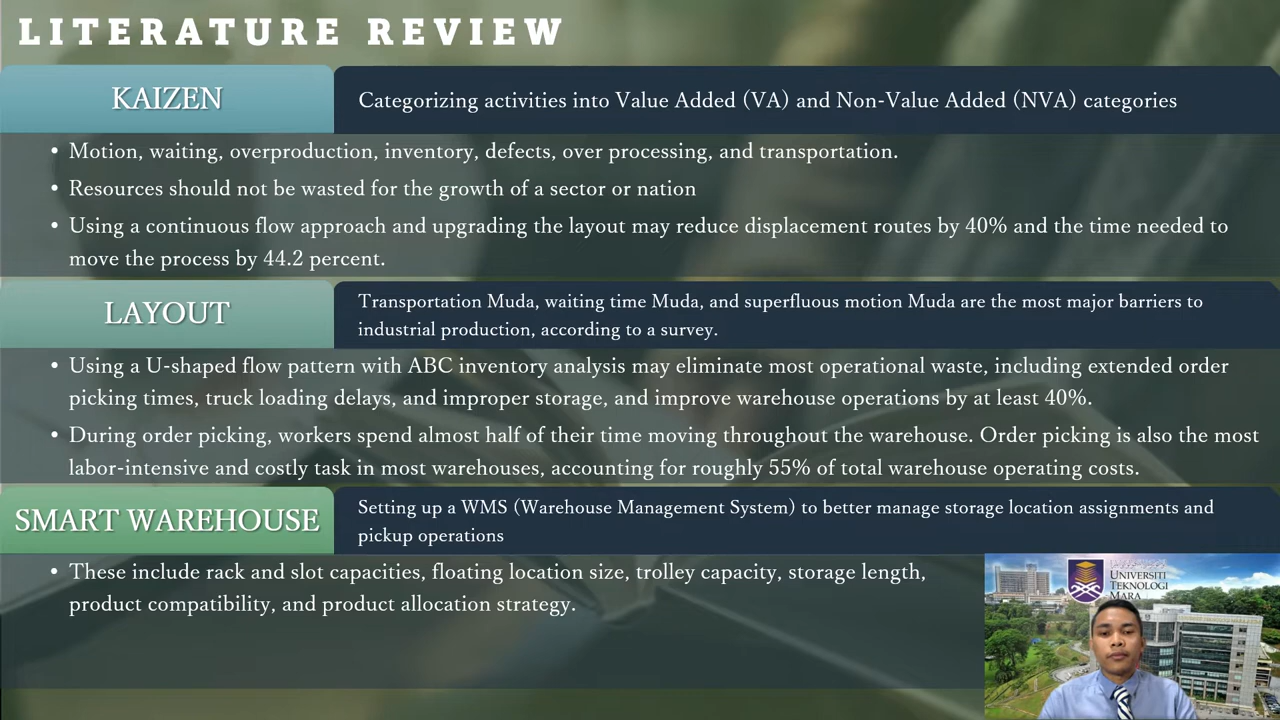 LITERATURE REVIEW
KAIZEN
Categorizing activities into Value Added (VA) and Non-Value Added (NVA) categories
• Motion, waiting, overproduction, inventory, defects, over processing, and transportation.
• Resources should not be wasted for the growth of a sector or nation
• Using a continuous flow approach and upgrading the layout may reduce displacement routes by 40% and the time needed to
move the process by 44.2 percent.
LAYOUT
Transportation Muda, waiting time Muda, and superfluous motion Muda are the most major barriers to
industrial production, according to a survey.
• Using a U-shaped flow pattern with ABC inventory analysis may eliminate most operational waste, including extended order
picking times, truck loading delays, and improper storage, and improve warehouse operations by at least 40%.
• During order picking, workers spend almost half of their time moving throughout the warehouse. Order picking is also the most
labor-intensive and costly task in most warehouses, accounting for roughly 55% of total warehouse operating costs.
SMART WAREHOUSE
Setting up a WMS (Warehouse Management System) to better manage storage location assignments and
pickup operations
• These include rack and slot capacities, floating location size, trolley capacity, storage length,
product compatibility, and product allocation strategy.
UNIVERSITI
TEKNOLOGI
MARA